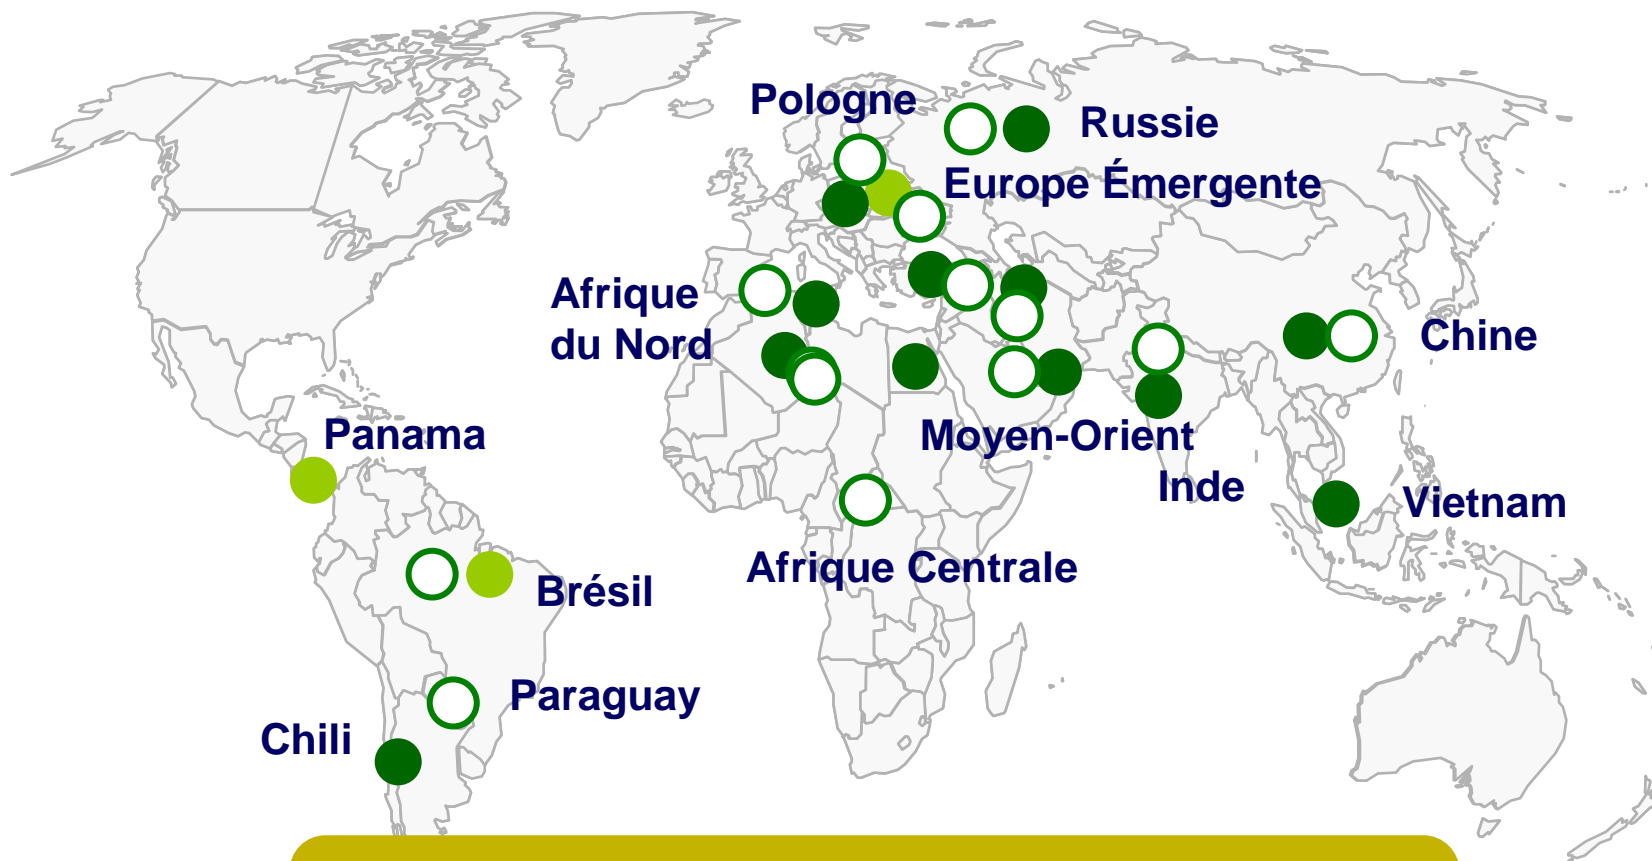 Pologne
Russie
Europe Émergente
Afrique
du Nord
Chine
Panama
Moyen-Orient
Inde
Vietnam
Afrique Centrale
Brésil
Paraguay
Chili